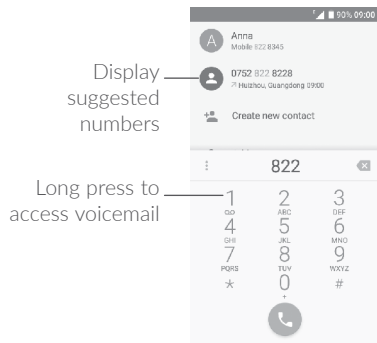 90% 09:00
A
Anna
Mobile 822 8345
Display
suggested
numbers
0752 822 8228
Huizhou, Guangdong 09:00
Create new contact
822
Long press to
access voicemail
1 2 3
ABC DEF
4 5 6
GHI JKL MNO
7 8 9
PQRS TUV WXYZ
* 0 #
+